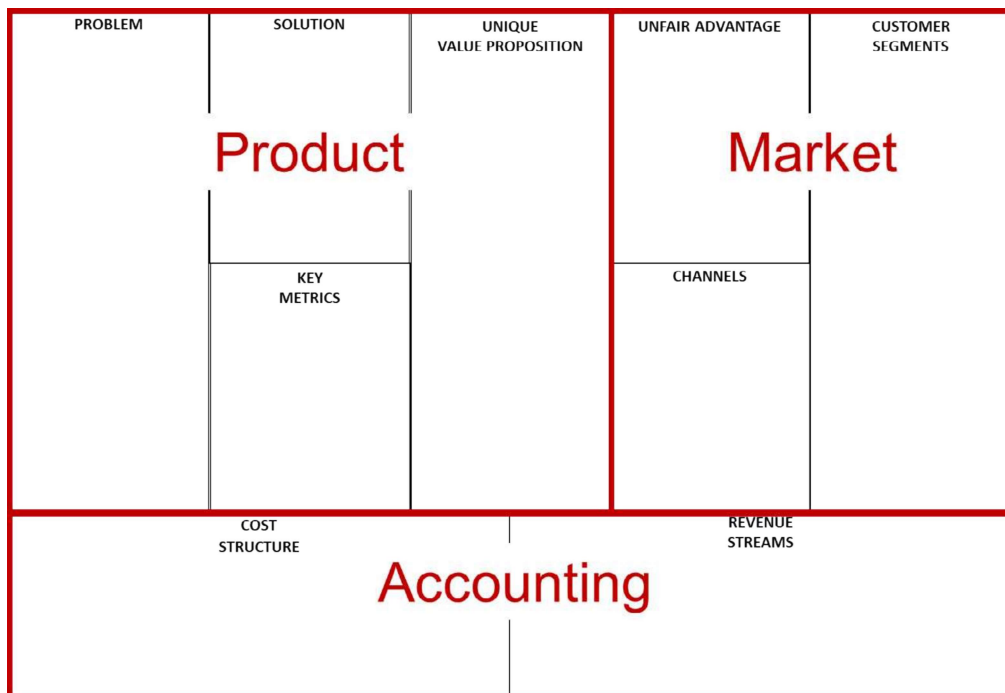 PROBLEM
SOLUTION
UNIQUE
VALUE PROPOSITION
UNFAIR ADVANTAGE
CUSTOMER
SEGMENTS
Product
Market
KEY
METRICS
CHANNELS
COST
STRUCTURE
REVENUE
STREAMS
Accounting